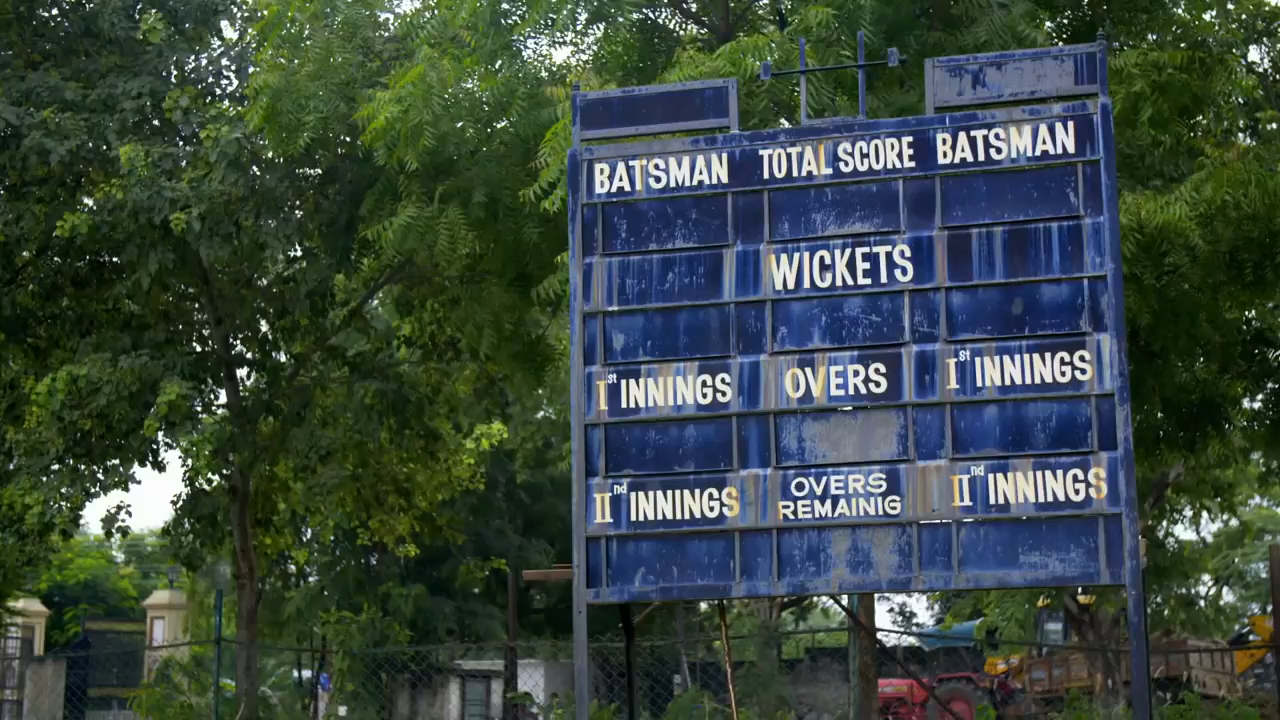 BATSMAN TOTAL SCORE BATSMAN
WICKETS
Ist INNINGS OVERS Ist INNINGS
IInd INNINGS OVERS REMAINIG IInd INNINGS